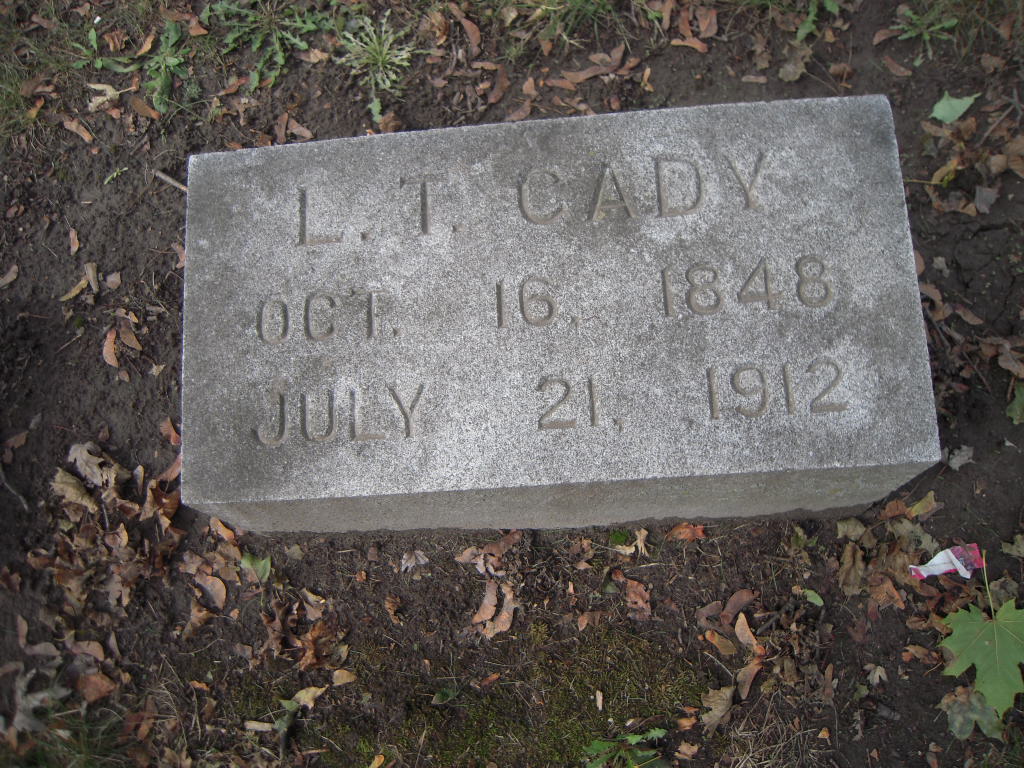 L. T. CADY
OCT. 16, 1848
JULY 21, 1912